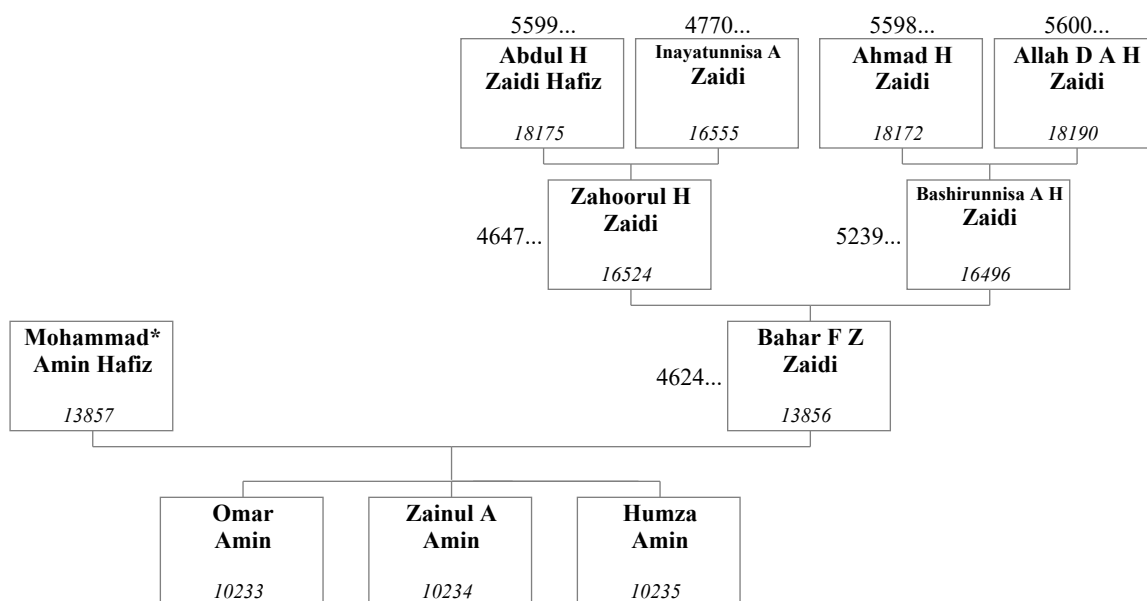 5599... 4770... 5598... 5600...
Abdul H Inayatunnisa A Ahmad H Allah D A H
Zaidi Hafiz Zaidi Zaidi Zaidi
18175 16555 18172 18190
Zahoorul H Bashirunnisa A H
Zaidi Zaidi
4647... 5239...
16524 16496
Mohammad* Bahar F Z
Amin Hafiz Zaidi
4624...
13857 13856
Omar Zainul A Humza
Amin Amin Amin
10233 10234 10235